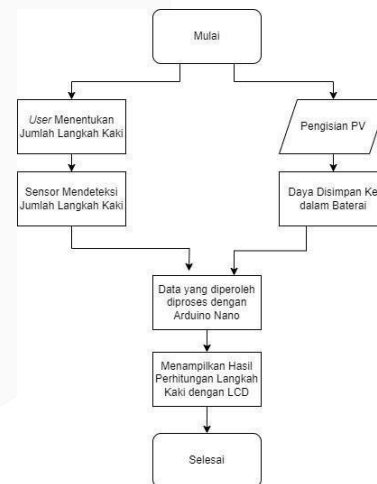 Mulai
User Menentukan
Jumlah Langkah Kaki
Pengisian PV
Sensor Mendeteksi
Jumlah Langkah Kaki
Daya Disimpan Ke
dalam Baterai
Data yang diperoleh
diproses dengan
Arduino Nano
Menampilkan Hasil
Perhitungan Langkah
Kaki dengan LCD
Selesai